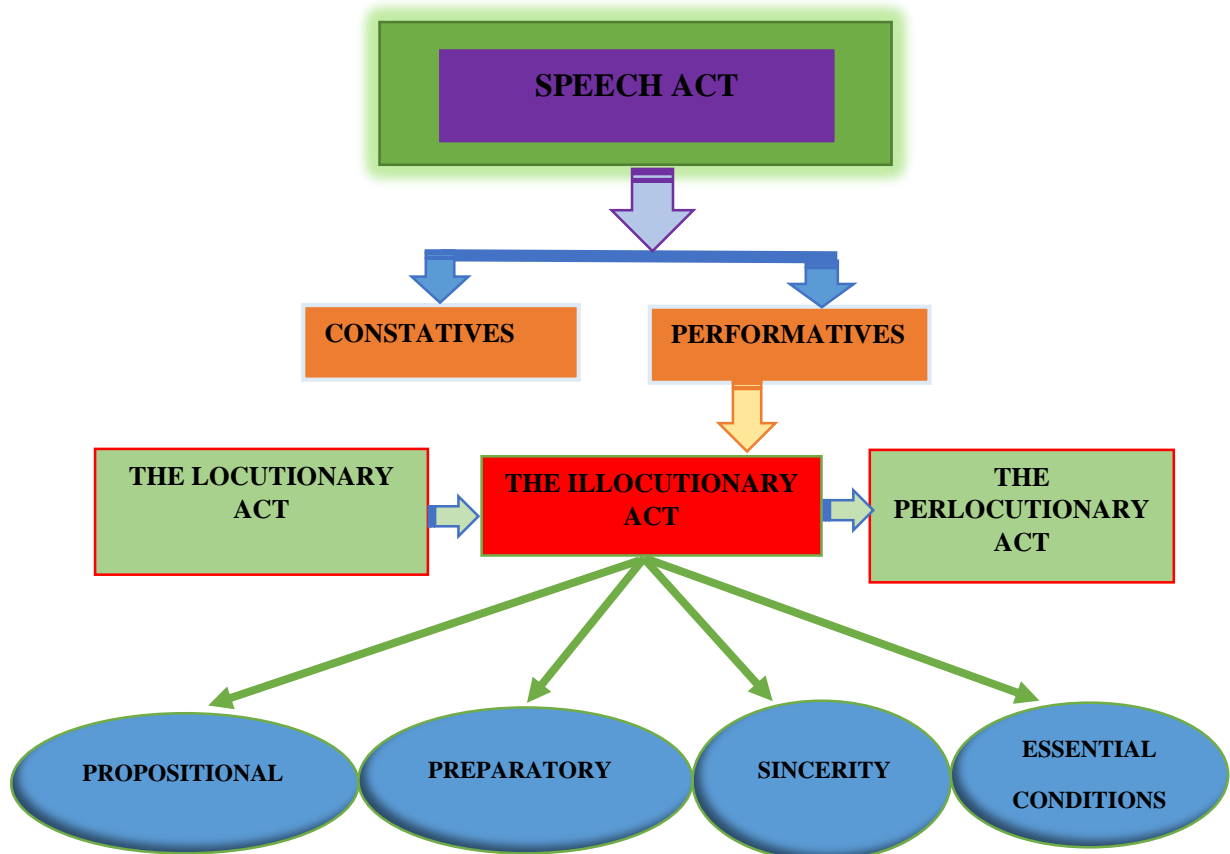 SPEECH ACT
CONSTATIVES
PERFORMATIVES
THE LOCUTIONARY
ACT
THE ILLOCUTIONARY
ACT
THE
PERLOCUTIONARY
ACT
PROPOSITIONAL
PREPARATORY
SINCERITY
ESSENTIAL
CONDITIONS